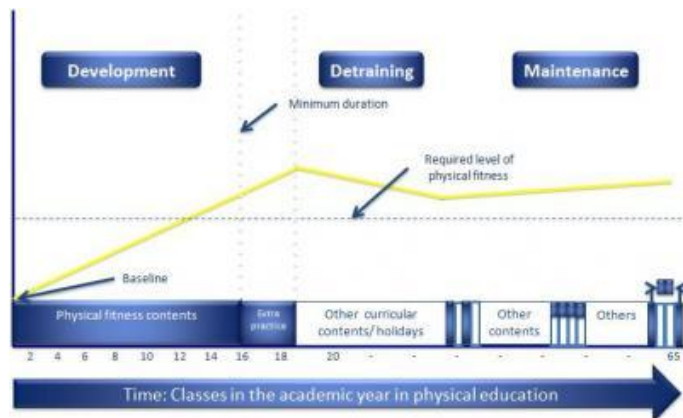 Development
Detraining
Maintenance
Minimum duration
Required level of
physical fitness
Baseline
Physical fitness contents
Extra
practice
Other curricular
contents/holidays
Other
contents
Others
2 4 6 8 10 12 14 16 18 20 - - - - - - - 65
Time: Classes in the academic year in physical education